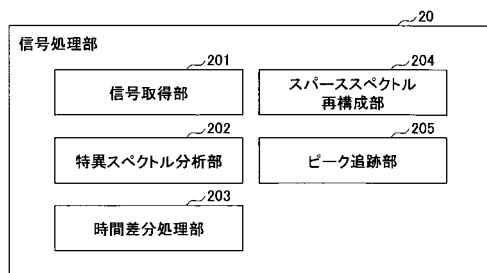 20
信号処理部
201
信号取得部
202
特異スペクトル分析部
203
時間差分処理部
204
スパーススペクトル
再構成部
205
ピーク追跡部